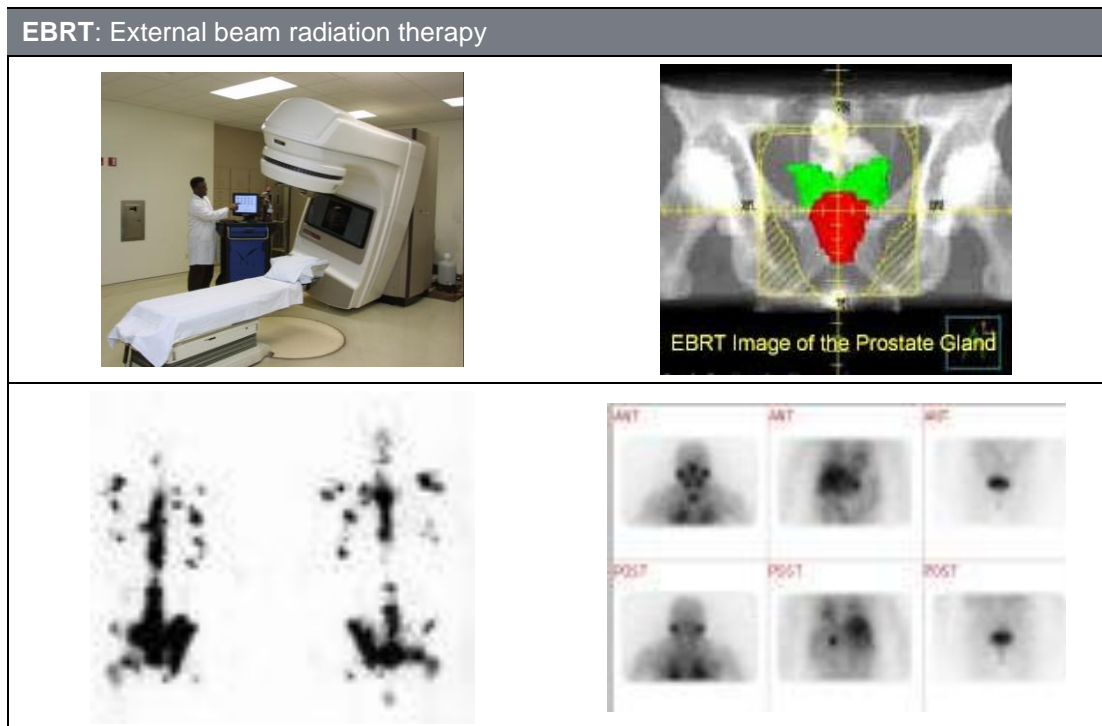 EBRT: External beam radiation therapy
EBRT Image of the Prostate Gland
ANT
ANT
ANT
POST
POST
POST